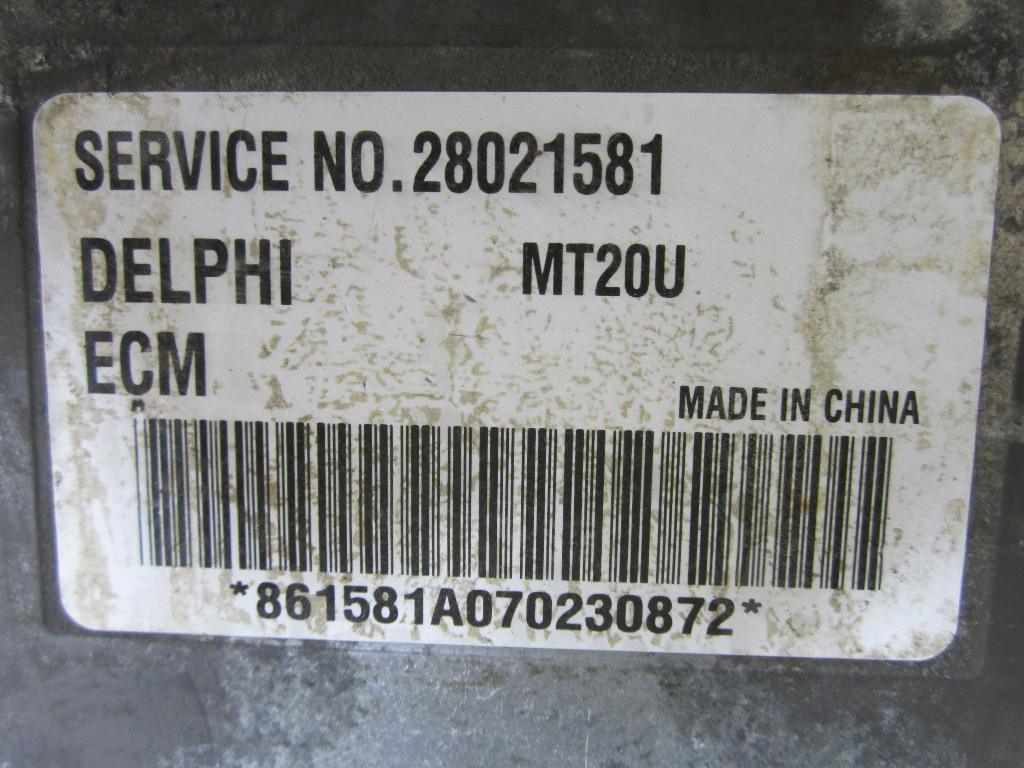 SERVICE NO.28021581
DELPHI MT20U
ECM
MADE IN CHINA
*861581A070230872*